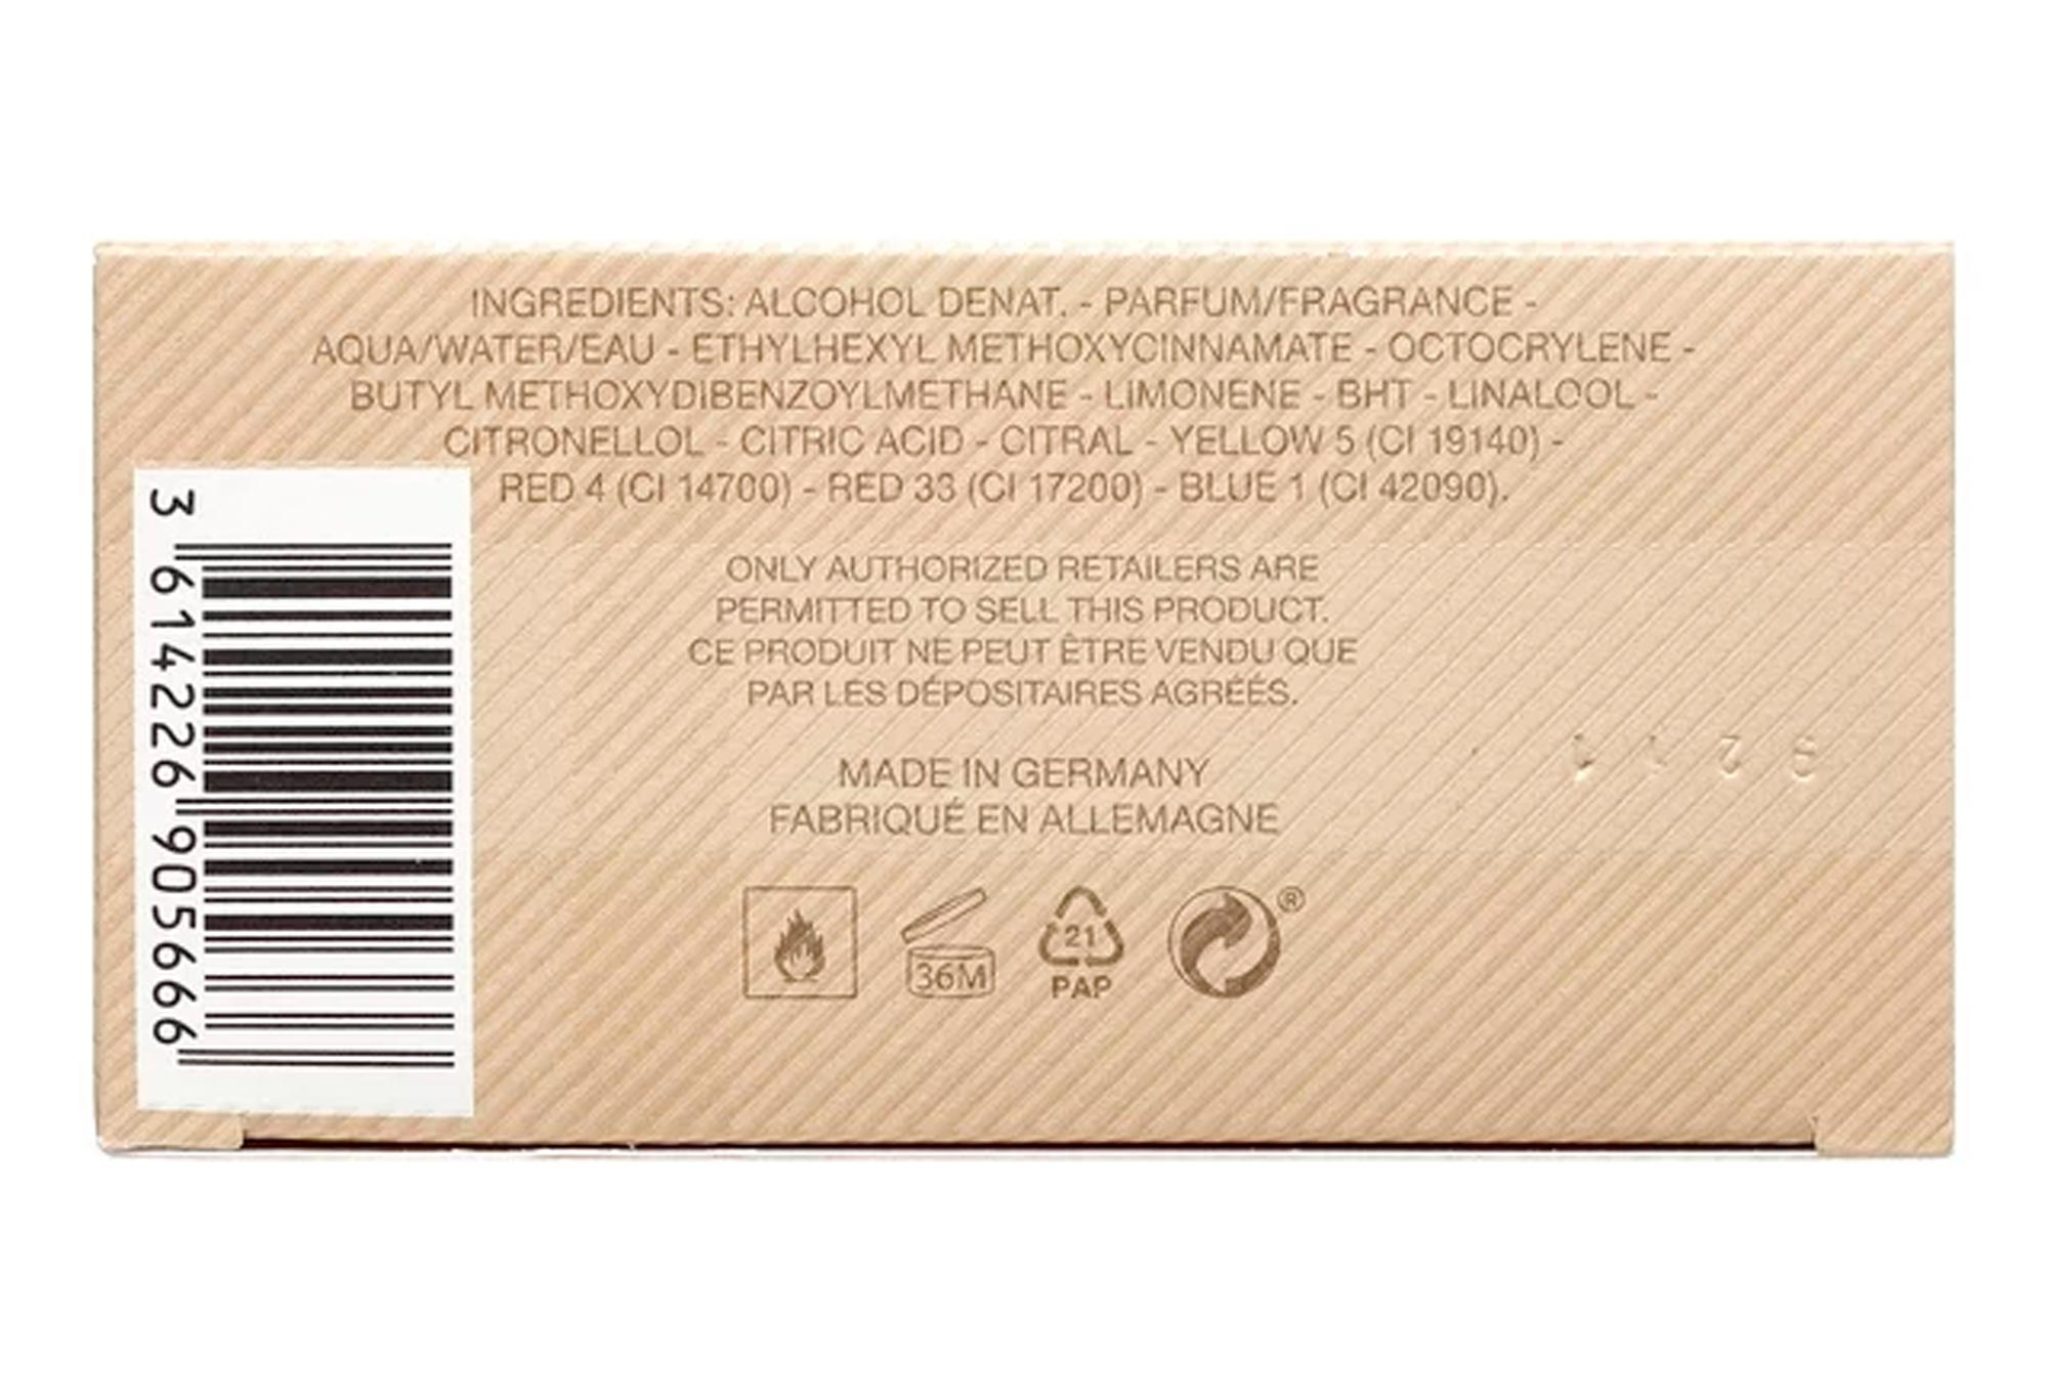 INGREDIENTS: ALCOHOL DENAT. - PARFUM/FRAGRANCE -
AQUA/WATER/EAU - ETHYLHEXYL METHOXYCINNAMATE - OCTOCRYLENE -
BUTYL METHOXYDIBENZOYLMETHANE - LIMONENE - BHT - LINALOOL -
CITRONELLOL - CITRIC ACID - CITRAL - YELLOW 5 (CI 19140) -
RED 4 (CI 14700) - RED 33 (CI 17200) - BLUE 1 (CI 42090).
3 614226 905666
ONLY AUTHORIZED RETAILERS ARE
PERMITTED TO SELL THIS PRODUCT.
CE PRODUIT NE PEUT ÊTRE VENDU QUE
PAR LES DÉPOSITAIRES AGRÉÉS.
MADE IN GERMANY
FABRIQUÉ EN ALLEMAGNE
36M
21
PAP
®